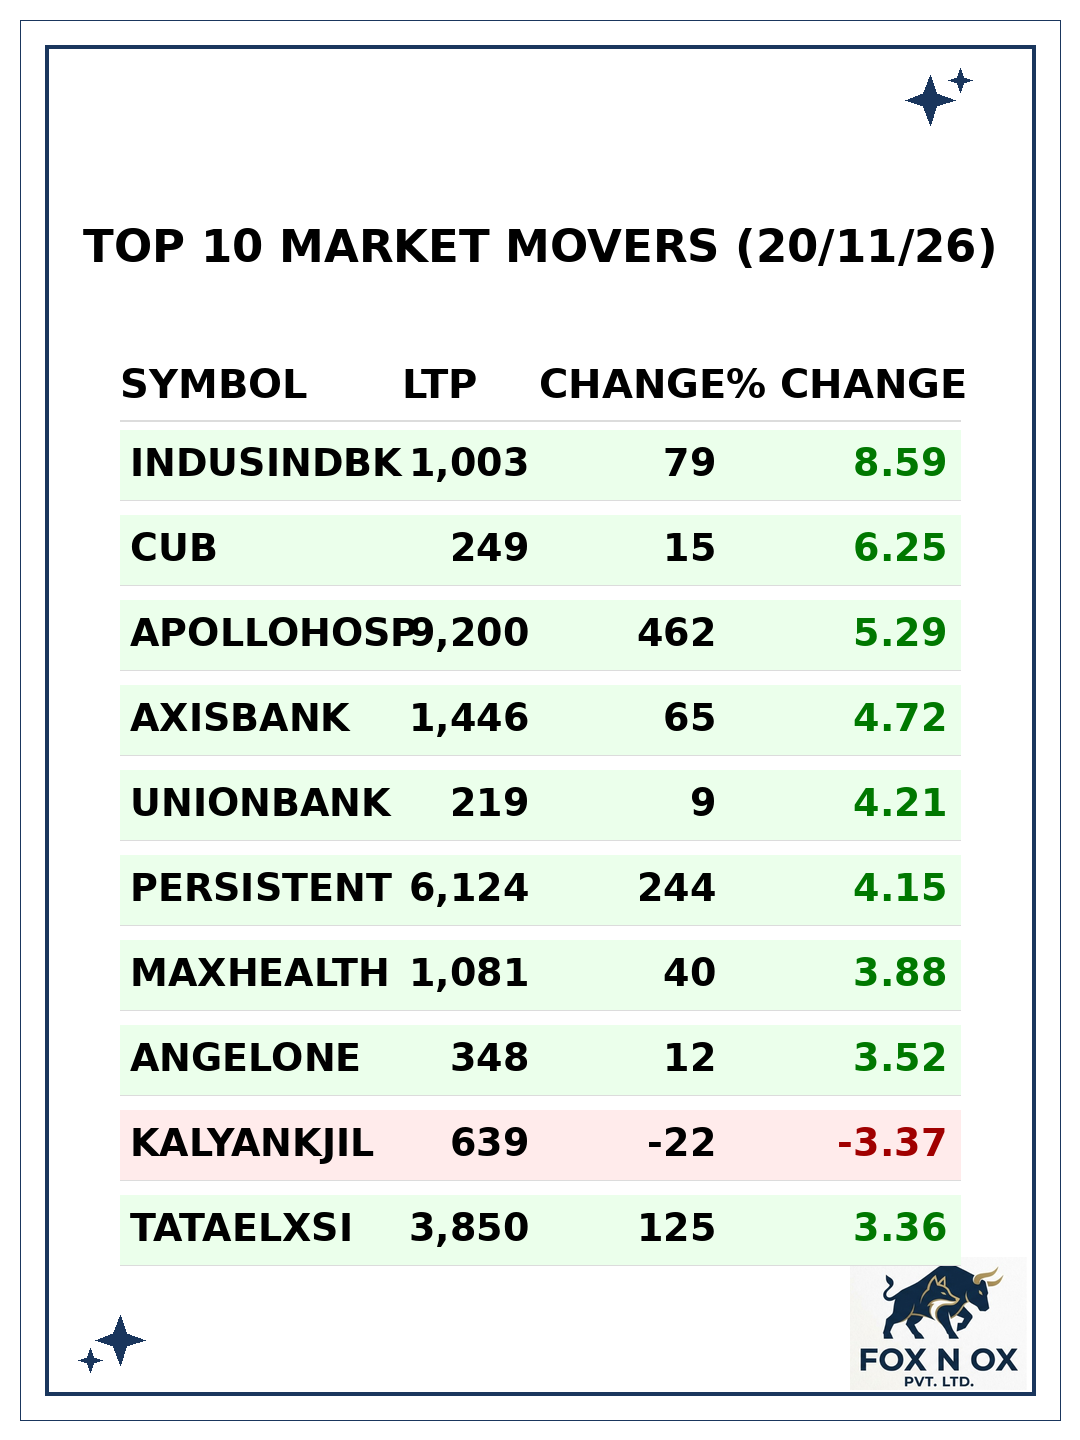 TOP 10 MARKET MOVERS (20/11/26)
SYMBOL LTP CHANGE% CHANGE
INDUSINDBK 1,003 79 8.59
CUB 249 15 6.25
APOLLOHOSP 9,200 462 5.29
AXISBANK 1,446 65 4.72
UNIONBANK 219 9 4.21
PERSISTENT 6,124 244 4.15
MAXHEALTH 1,081 40 3.88
ANGELONE 348 12 3.52
KALYANKJIL 639 -22 -3.37
TATAELXSI 3,850 125 3.36
FOX N OX
PVT. LTD.